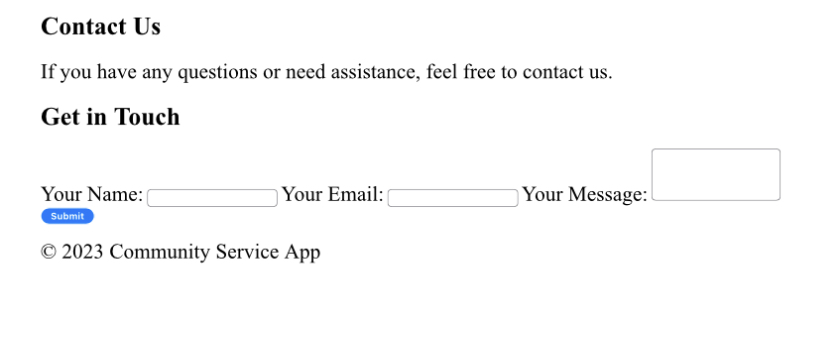 Contact Us
If you have any questions or need assistance, feel free to contact us.
Get in Touch
Your Name: Your Email: Your Message:
Submit
© 2023 Community Service App